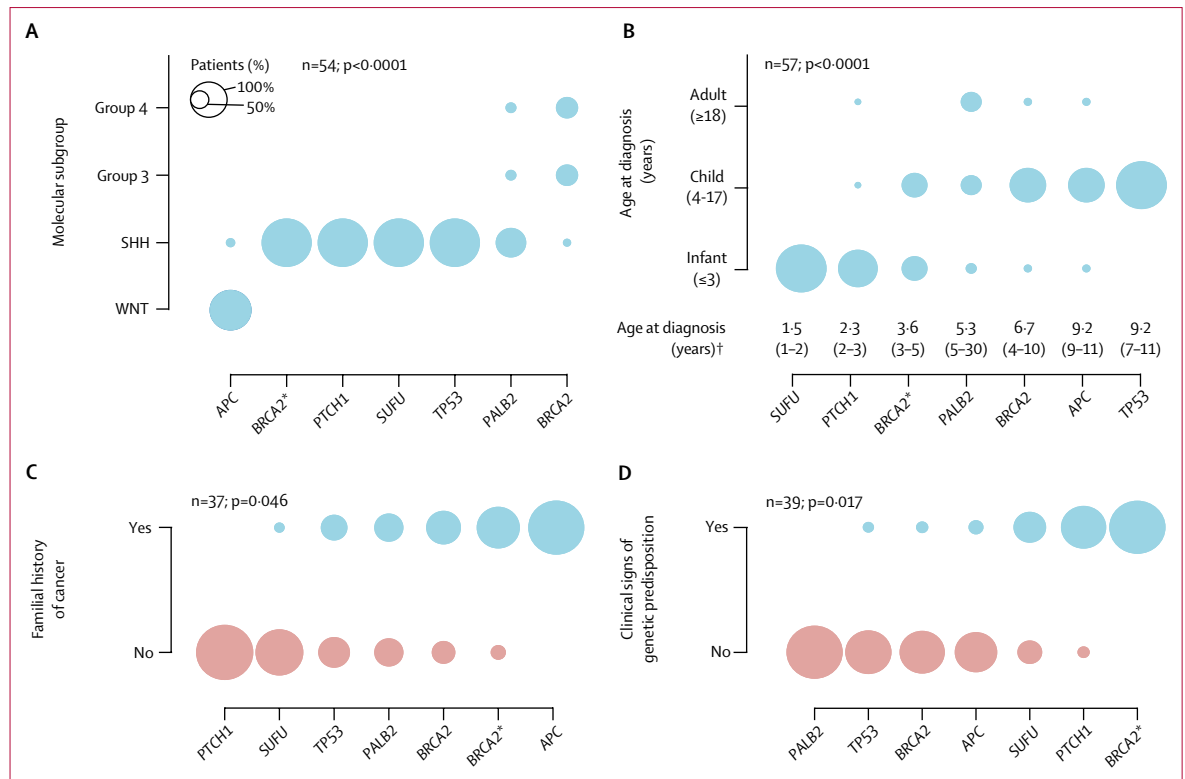 A
Patients (%)
100%
50%
n=54; p<0·0001
Molecular subgroup
Group 4
Group 3
SHH
WNT
APC
BRCA2*
PTCH1
SUFU
TP53
PALB2
BRCA2
B
n=57; p<0·0001
Age at diagnosis
(years)
Adult
(≥18)
Child
(4-17)
Infant
(≤3)
Age at diagnosis
(years)†
1·5
(1–2)
2·3
(2–3)
3·6
(3–5)
5·3
(5–30)
6·7
(4–10)
9·2
(9–11)
9·2
(7–11)
SUFU
PTCH1
BRCA2*
PALB2
BRCA2
APC
TP53
C
n=37; p=0·046
Familial history
of cancer
Yes
No
PTCH1
SUFU
TP53
PALB2
BRCA2
BRCA2*
APC
D
n=39; p=0·017
Clinical signs of
genetic predisposition
Yes
No
PALB2
TP53
BRCA2
APC
SUFU
PTCH1
BRCA2*